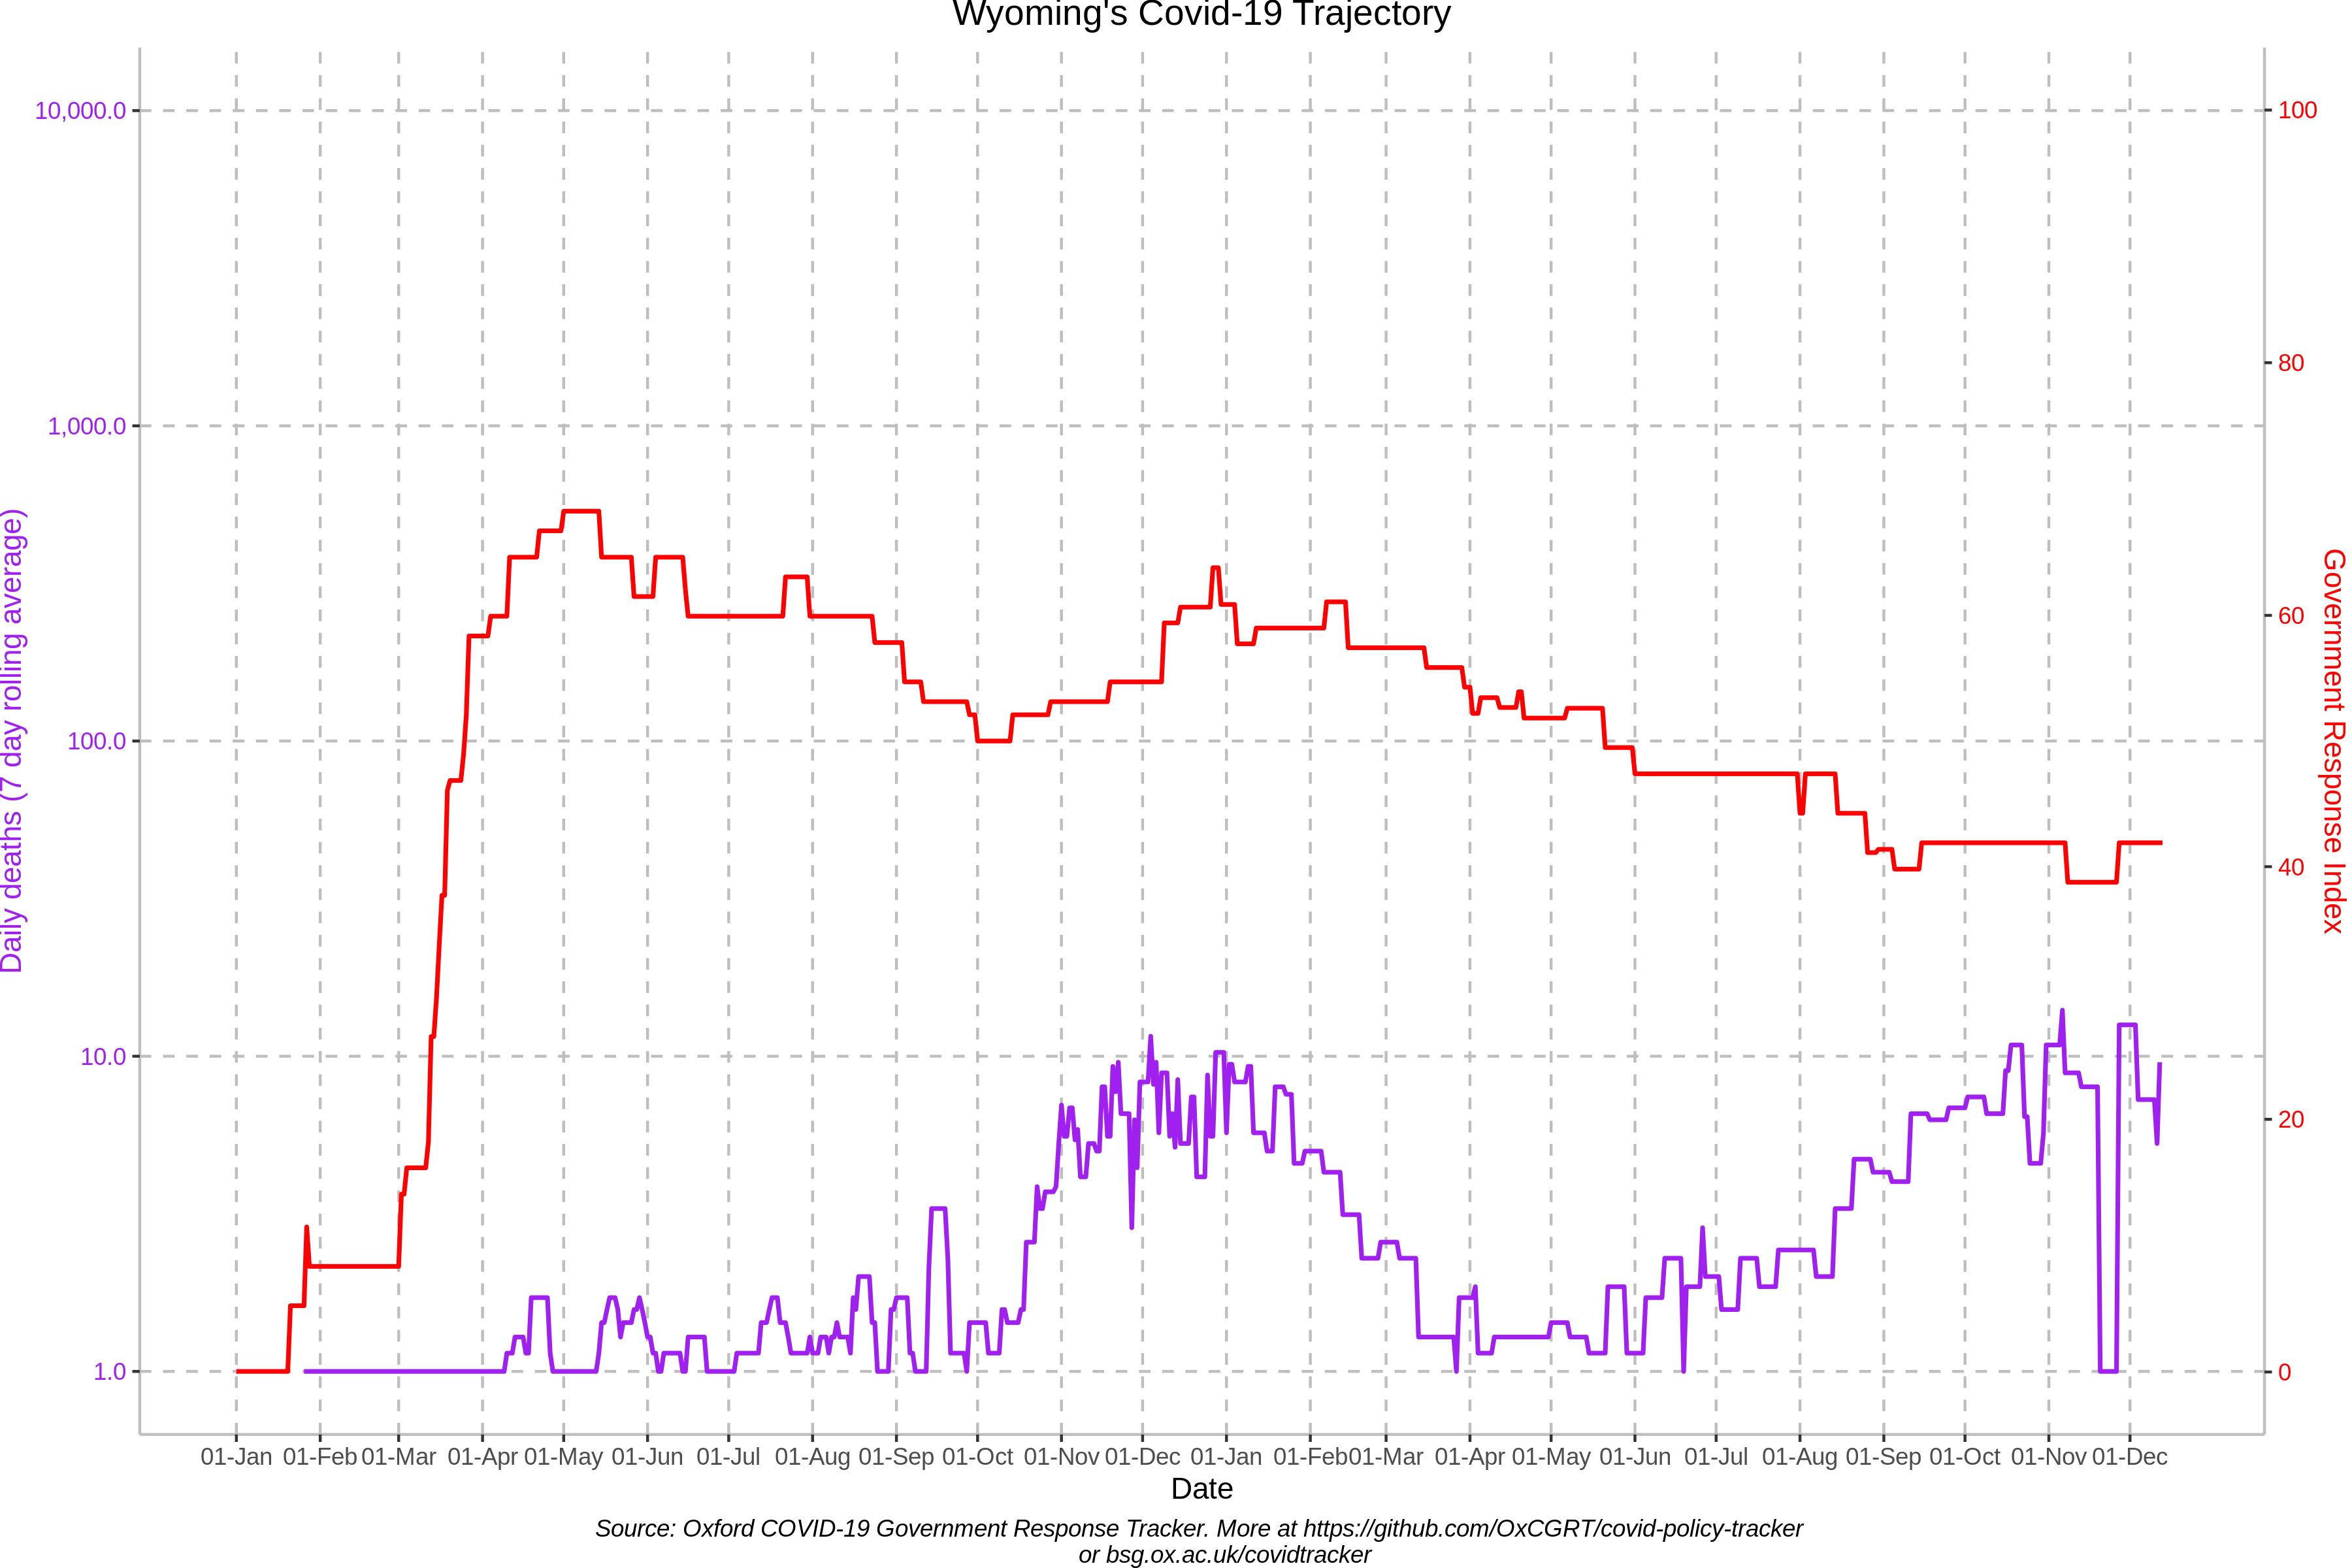 Wyoming's Covid-19 Trajectory
10,000.0
1,000.0
100.0
10.0
1.0
Daily deaths (7 day rolling average)
100
80
60
40
20
0
Government Response Index
01-Jan 01-Feb 01-Mar 01-Apr 01-May 01-Jun 01-Jul 01-Aug 01-Sep 01-Oct 01-Nov 01-Dec 01-Jan 01-Feb 01-Mar 01-Apr 01-May 01-Jun 01-Jul 01-Aug 01-Sep 01-Oct 01-Nov 01-Dec
Date
Source: Oxford COVID-19 Government Response Tracker. More at https://github.com/OxCGRT/covid-policy-tracker
or bsg.ox.ac.uk/covidtracker